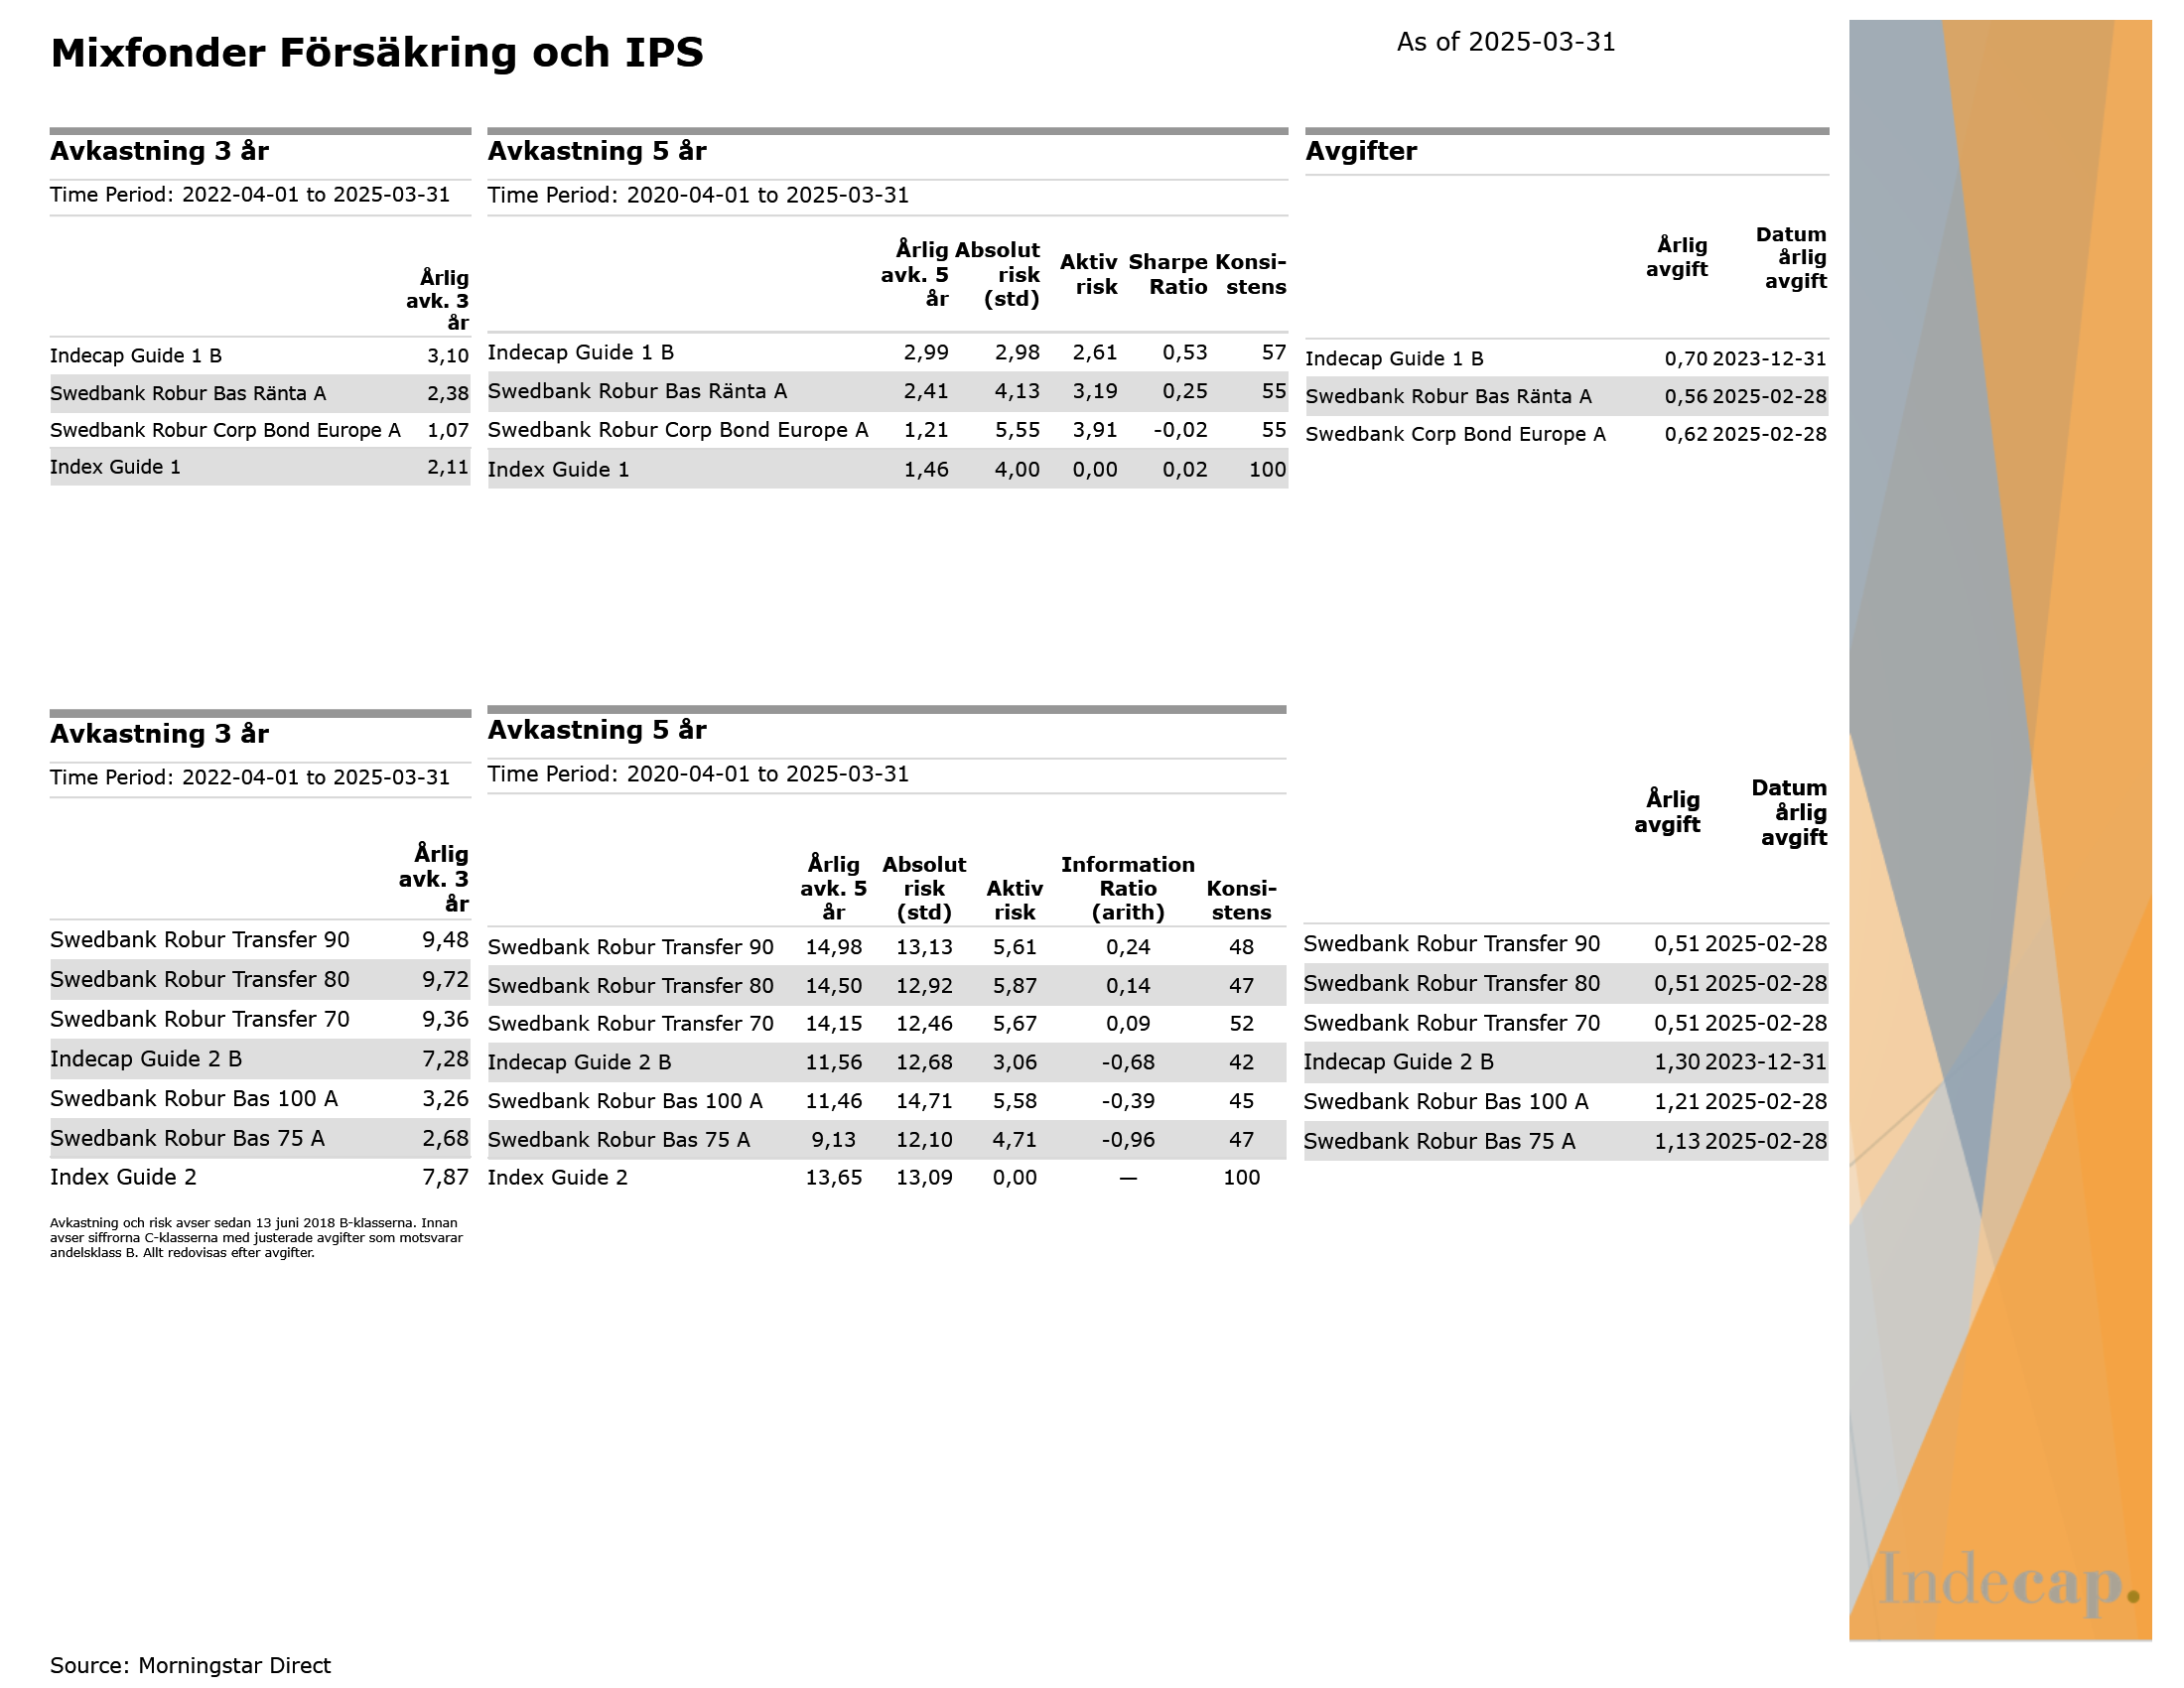 Mixfonder Försäkring och IPS
As of 2025-03-31
Avkastning 3 år
Time Period: 2022-04-01 to 2025-03-31
Årlig
avk. 3
år
Indecap Guide 1 B 3,10
Swedbank Robur Bas Ränta A 2,38
Swedbank Robur Corp Bond Europe A 1,07
Index Guide 1 2,11
Avkastning 5 år
Time Period: 2020-04-01 to 2025-03-31
Årlig Absolut
avk. 5 risk Aktiv Sharpe Konsi-
år (std) risk Ratio stens
Indecap Guide 1 B 2,99 2,98 2,61 0,53 57
Swedbank Robur Bas Ränta A 2,41 4,13 3,19 0,25 55
Swedbank Robur Corp Bond Europe A 1,21 5,55 3,91 -0,02 55
Index Guide 1 1,46 4,00 0,00 0,02 100
Avgifter
Årlig Datum
avgift årlig
avgift
Indecap Guide 1 B 0,70 2023-12-31
Swedbank Robur Bas Ränta A 0,56 2025-02-28
Swedbank Corp Bond Europe A 0,62 2025-02-28
Avkastning 3 år
Time Period: 2022-04-01 to 2025-03-31
Årlig
avk. 3
år
Swedbank Robur Transfer 90 9,48
Swedbank Robur Transfer 80 9,72
Swedbank Robur Transfer 70 9,36
Indecap Guide 2 B 7,28
Swedbank Robur Bas 100 A 3,26
Swedbank Robur Bas 75 A 2,68
Index Guide 2 7,87
Avkastning och risk avser sedan 13 juni 2018 B-klasserna. Innan
avser siffrorna C-klasserna med justerade avgifter som motsvarar
andelsklass B. Allt redovisas efter avgifter.
Avkastning 5 år
Time Period: 2020-04-01 to 2025-03-31
Årlig Absolut Information
avk. 5 risk Aktiv Ratio Konsi-
år (std) risk (arith) stens
Swedbank Robur Transfer 90 14,98 13,13 5,61 0,24 48
Swedbank Robur Transfer 80 14,50 12,92 5,87 0,14 47
Swedbank Robur Transfer 70 14,15 12,46 5,67 0,09 52
Indecap Guide 2 B 11,56 12,68 3,06 -0,68 42
Swedbank Robur Bas 100 A 11,46 14,71 5,58 -0,39 45
Swedbank Robur Bas 75 A 9,13 12,10 4,71 -0,96 47
Index Guide 2 13,65 13,09 0,00 — 100
Årlig Datum
avgift årlig
avgift
Swedbank Robur Transfer 90 0,51 2025-02-28
Swedbank Robur Transfer 80 0,51 2025-02-28
Swedbank Robur Transfer 70 0,51 2025-02-28
Indecap Guide 2 B 1,30 2023-12-31
Swedbank Robur Bas 100 A 1,21 2025-02-28
Swedbank Robur Bas 75 A 1,13 2025-02-28
Indecap.
Source: Morningstar Direct